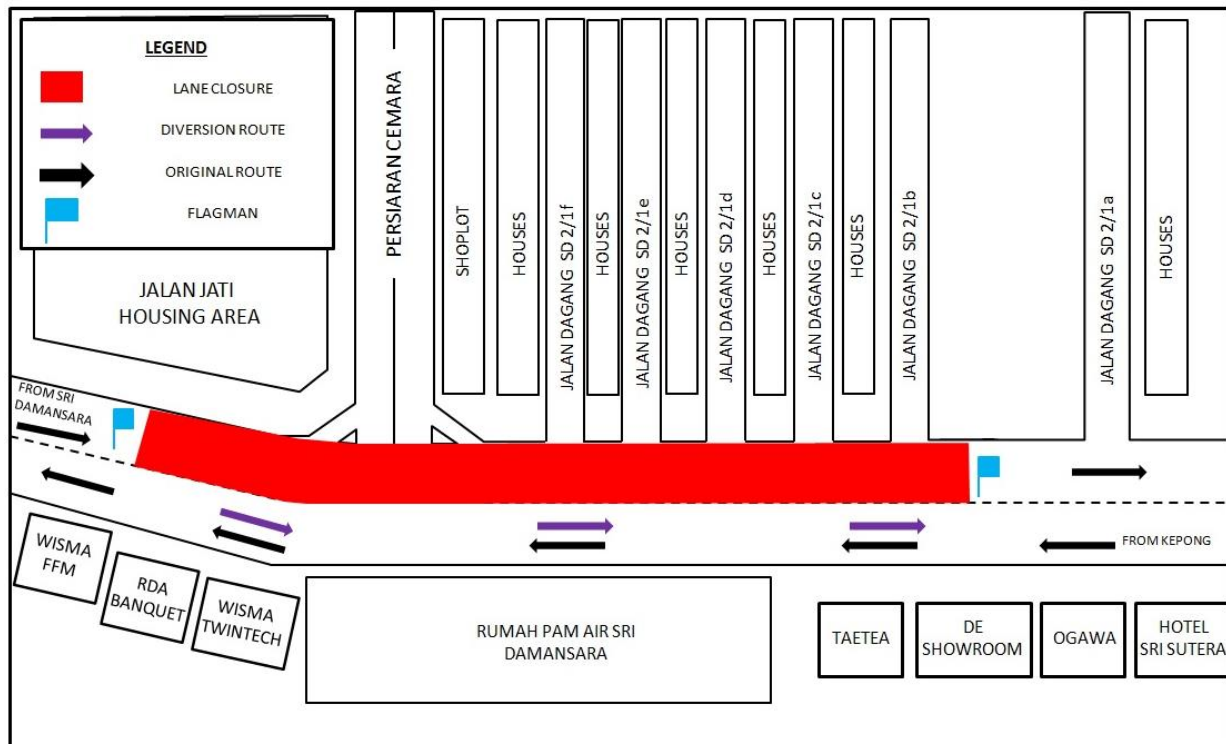 LEGEND
LANE CLOSURE
DIVERSION ROUTE
ORIGINAL ROUTE
FLAGMAN
JALAN JATI
HOUSING AREA
PERSIARAN CEMARA
SHOPLOT
HOUSES
JALAN DAGANG SD 2/1f
HOUSES
JALAN DAGANG SD 2/1e
HOUSES
JALAN DAGANG SD 2/1d
HOUSES
JALAN DAGANG SD 2/1c
HOUSES
JALAN DAGANG SD 2/1b
JALAN DAGANG SD 2/1a
HOUSES
FROM SRI
DAMANSARA
FROM KEPONG
WISMA
FFM
RDA
BANQUET
WISMA
TWINTECH
RUMAH PAM AIR SRI
DAMANSARA
TAETEA
DE
SHOWROOM
OGAWA
HOTEL
SRI SUTERA